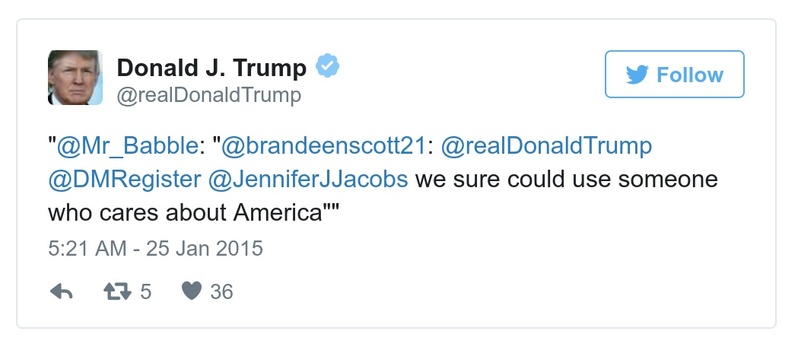 Donald J. Trump
@realDonaldTrump
Follow
"@Mr_Babble: "@brandeenscott21: @realDonaldTrump
@DMRegister @JenniferJJacobs we sure could use someone
who cares about America""
5:21 AM - 25 Jan 2015
5 36